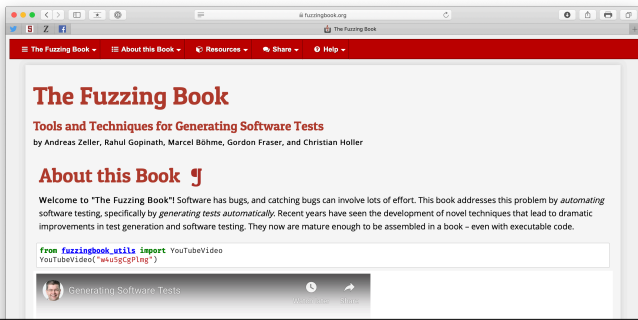 fuzzingbook.org
S Z
The Fuzzing Book
The Fuzzing Book About this Book Resources Share Help
The Fuzzing Book
Tools and Techniques for Generating Software Tests
by Andreas Zeller, Rahul Gopinath, Marcel Böhme, Gordon Fraser, and Christian Holler
About this Book ¶
Welcome to "The Fuzzing Book"! Software has bugs, and catching bugs can involve lots of effort. This book addresses this problem by automating
software testing, specifically by generating tests automatically. Recent years have seen the development of novel techniques that lead to dramatic
improvements in test generation and software testing. They now are mature enough to be assembled in a book – even with executable code.
from fuzzingbook_utils import YouTubeVideo
YouTubeVideo("w4u5gCgPlmg")
Generating Software Tests
Watch later Share